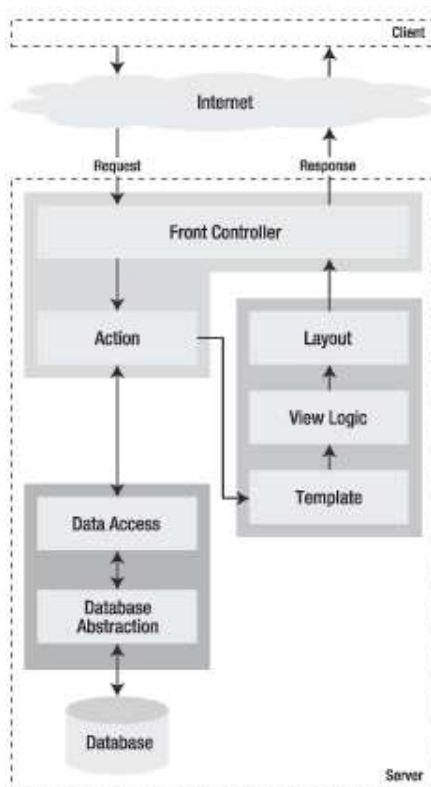 Client
Internet
Request
Response
Front Controller
Action
Layout
View Logic
Template
Data Access
Database
Abstraction
Database
Server